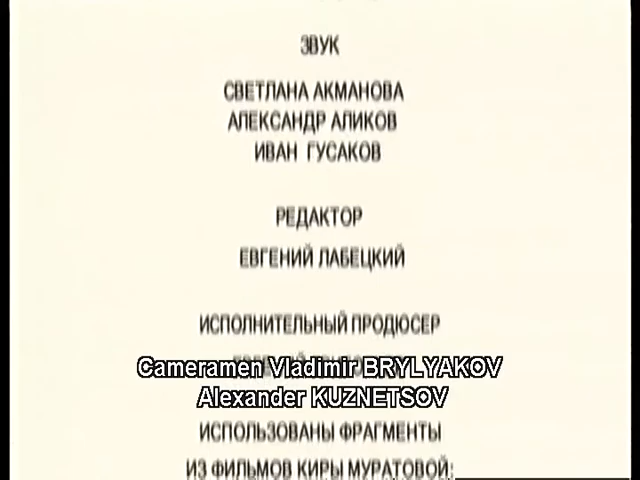 ЗВУК
СВЕТЛАНА АКМАНОВА
АЛЕКСАНДР АЛИКОВ
ИВАН ГУСАКОВ
РЕДАКТОР
ЕВГЕНИЙ ЛАБЕЦКИЙ
ИСПОЛНИТЕЛЬНЫЙ ПРОДЮСЕР
Cameramen Vladimir BRYLYAKOV
Alexander KUZNETSOV
ИСПОЛЬЗОВАНЫ ФРАГМЕНТЫ
ИЗ ФИЛЬМОВ КИРЫ МУРАТОВОЙ: